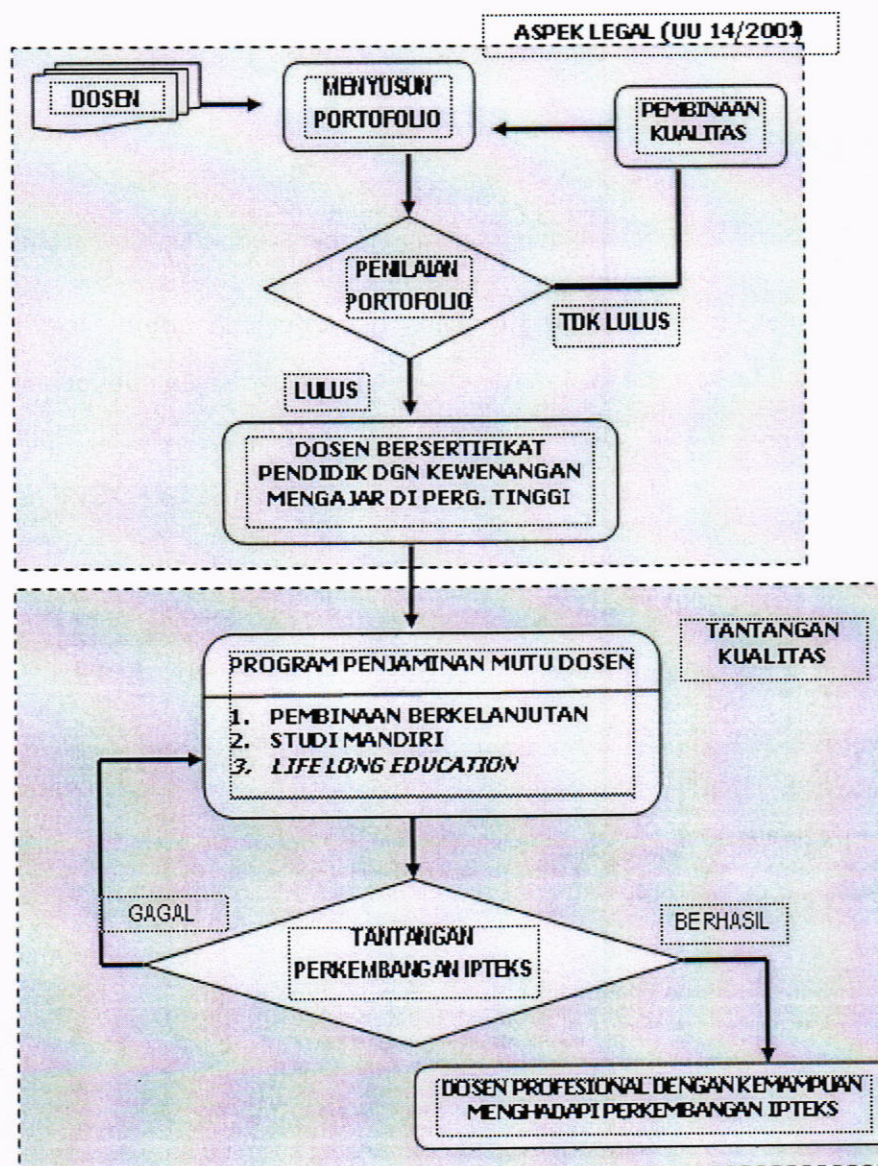 ASPEK LEGAL (UU 14/2005)
DOSEN
MENYUSUN
PORTOFOLIO
PEMBINAAN
KUALITAS
PENILAIAN
PORTOFOLIO
TDK LULUS
LULUS
DOSEN BERSERTIFIKAT
PENDIDIK DGN KEWENANGAN
MENGAJAR DI PERG. TINGGI
TANTANGAN
KUALITAS
PROGRAM PENJAMINAN MUTU DOSEN
1. PEMBINAAN BERKELANJUTAN
2. STUDI MANDIRI
3. LIFE LONG EDUCATION
GAGAL
BERHASIL
TANTANGAN
PERKEMBANGAN IPTEKS
DOSEN PROFESIONAL DENGAN KEMAMPUAN
MENGHADAPI PERKEMBANGAN IPTEKS